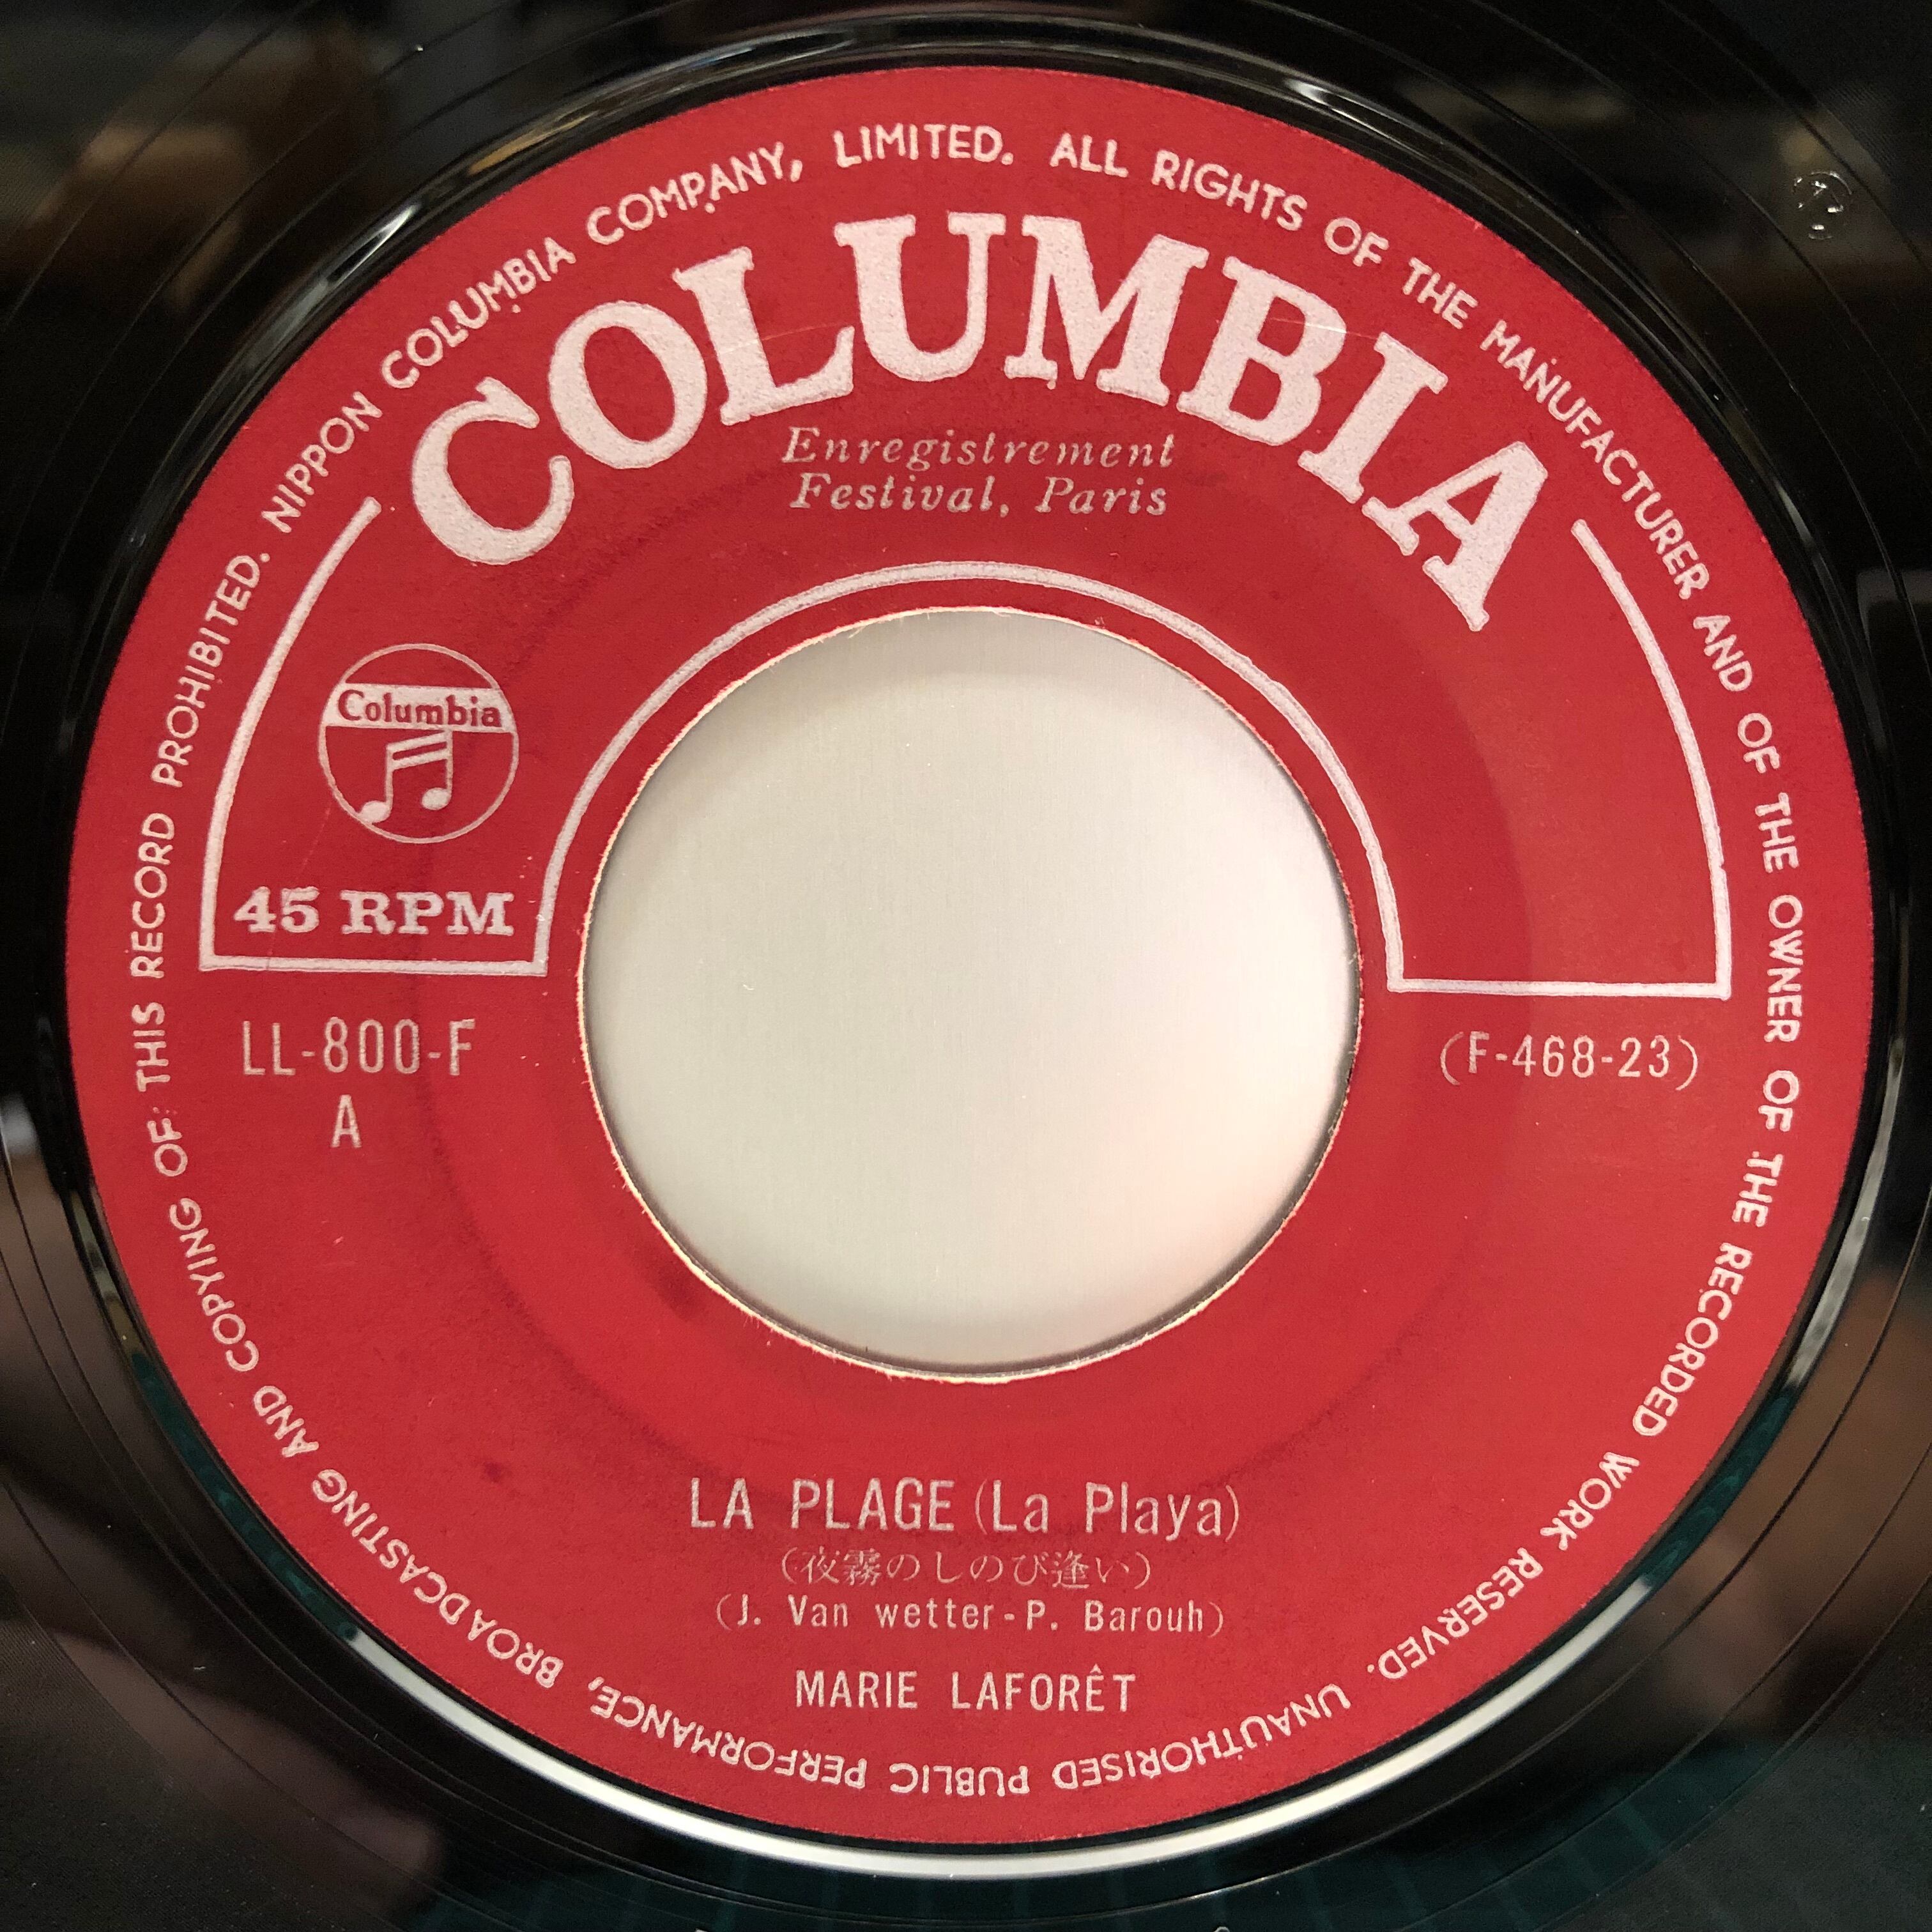 NIPPON COLUMBIA COMPANY, LIMITED. ALL RIGHTS OF THE MANUFACTURER AND OF THE OWNER OF THE RECORDED WORK RESERVED. UNAUTHORISED PUBLIC PERFORMANCE, BROADCASTING AND COPYING OF THIS RECORD PROHIBITED.
COLUMBIA
Enregistrement
Festival, Paris
Columbia
45 RPM
LL-800-F
A
(F-468-23)
LA PLAGE (La Playa)
(夜霧のしのび逢い)
(J. Van wetter-P. Barouh)
MARIE LAFORÊT